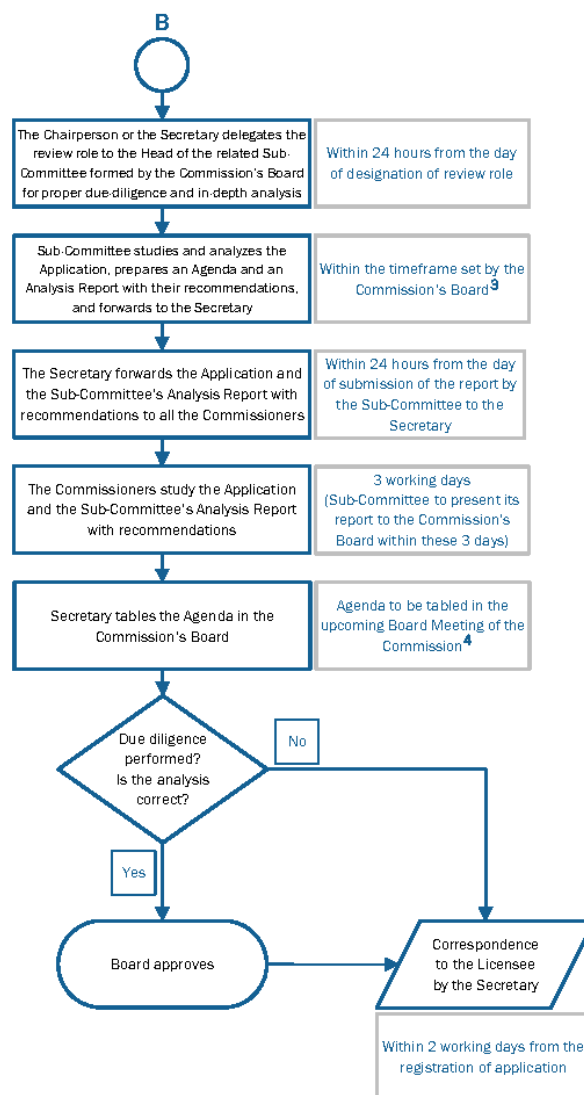 B
The Chairperson or the Secretary delegates the
review role to the Head of the related Sub-
Committee formed by the Commission's Board
for proper due-diligence and in-depth analysis
Within 24 hours from the day
of designation of review role
Sub-Committee studies and analyzes the
Application, prepares an Agenda and an
Analysis Report with their recommendations,
and forwards to the Secretary
Within the timeframe set by the
Commission's Board3
The Secretary forwards the Application and
the Sub-Committee's Analysis Report with
recommendations to all the Commissioners
Within 24 hours from the day
of submission of the report by
the Sub-Committee to the
Secretary
The Commissioners study the Application
and the Sub-Committee's Analysis Report
with recommendations
3 working days
(Sub-Committee to present its
report to the Commission's
Board within these 3 days)
Secretary tables the Agenda in the
Commission's Board
Agenda to be tabled in the
upcoming Board Meeting of the
Commission4
Due diligence
performed?
Is the analysis
correct?
No
Yes
Board approves
Correspondence
to the Licensee
by the Secretary
Within 2 working days from the
registration of application